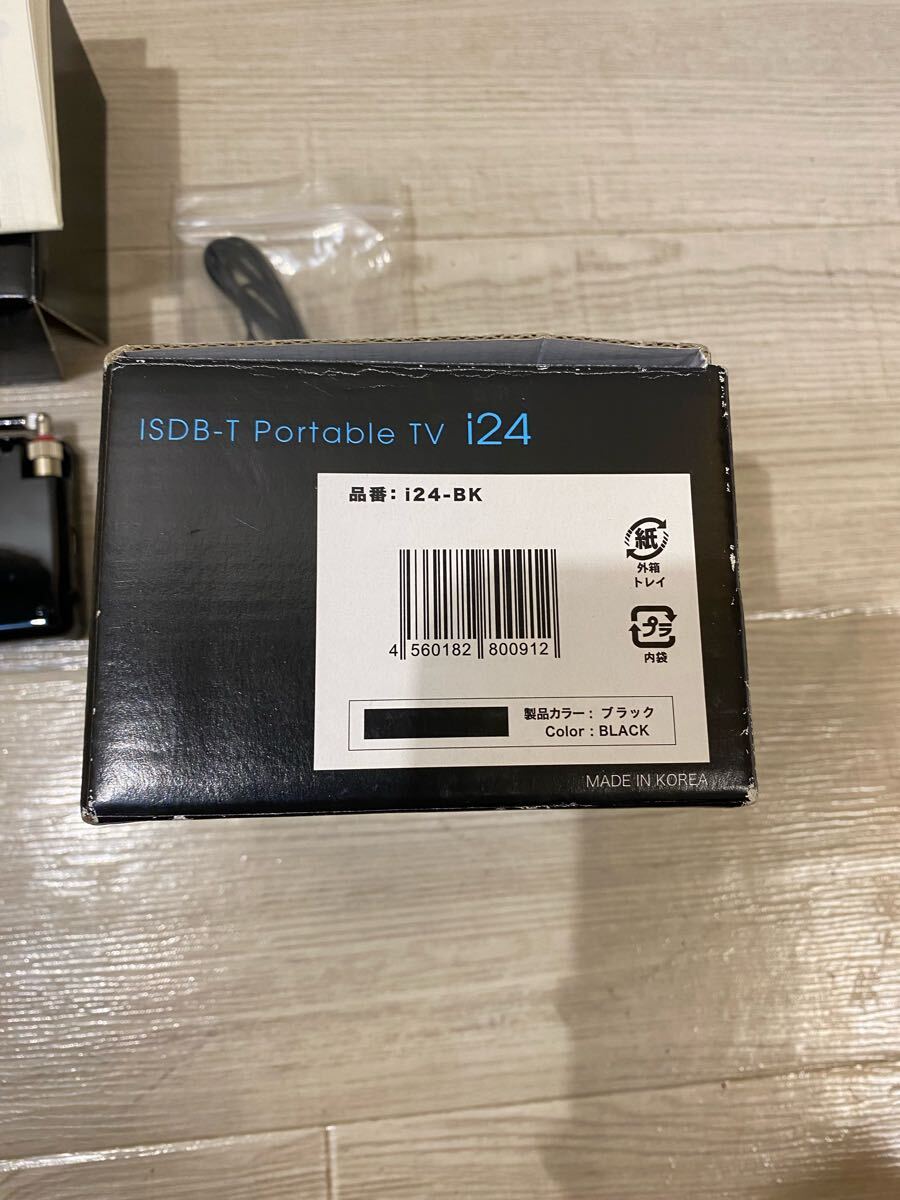 ISDB-T Portable TV i24
品番: i24-BK
紙
外箱
トレイ
4 560182 800912
プラ
内袋
製品カラー: ブラック
Color : BLACK
MADE IN KOREA